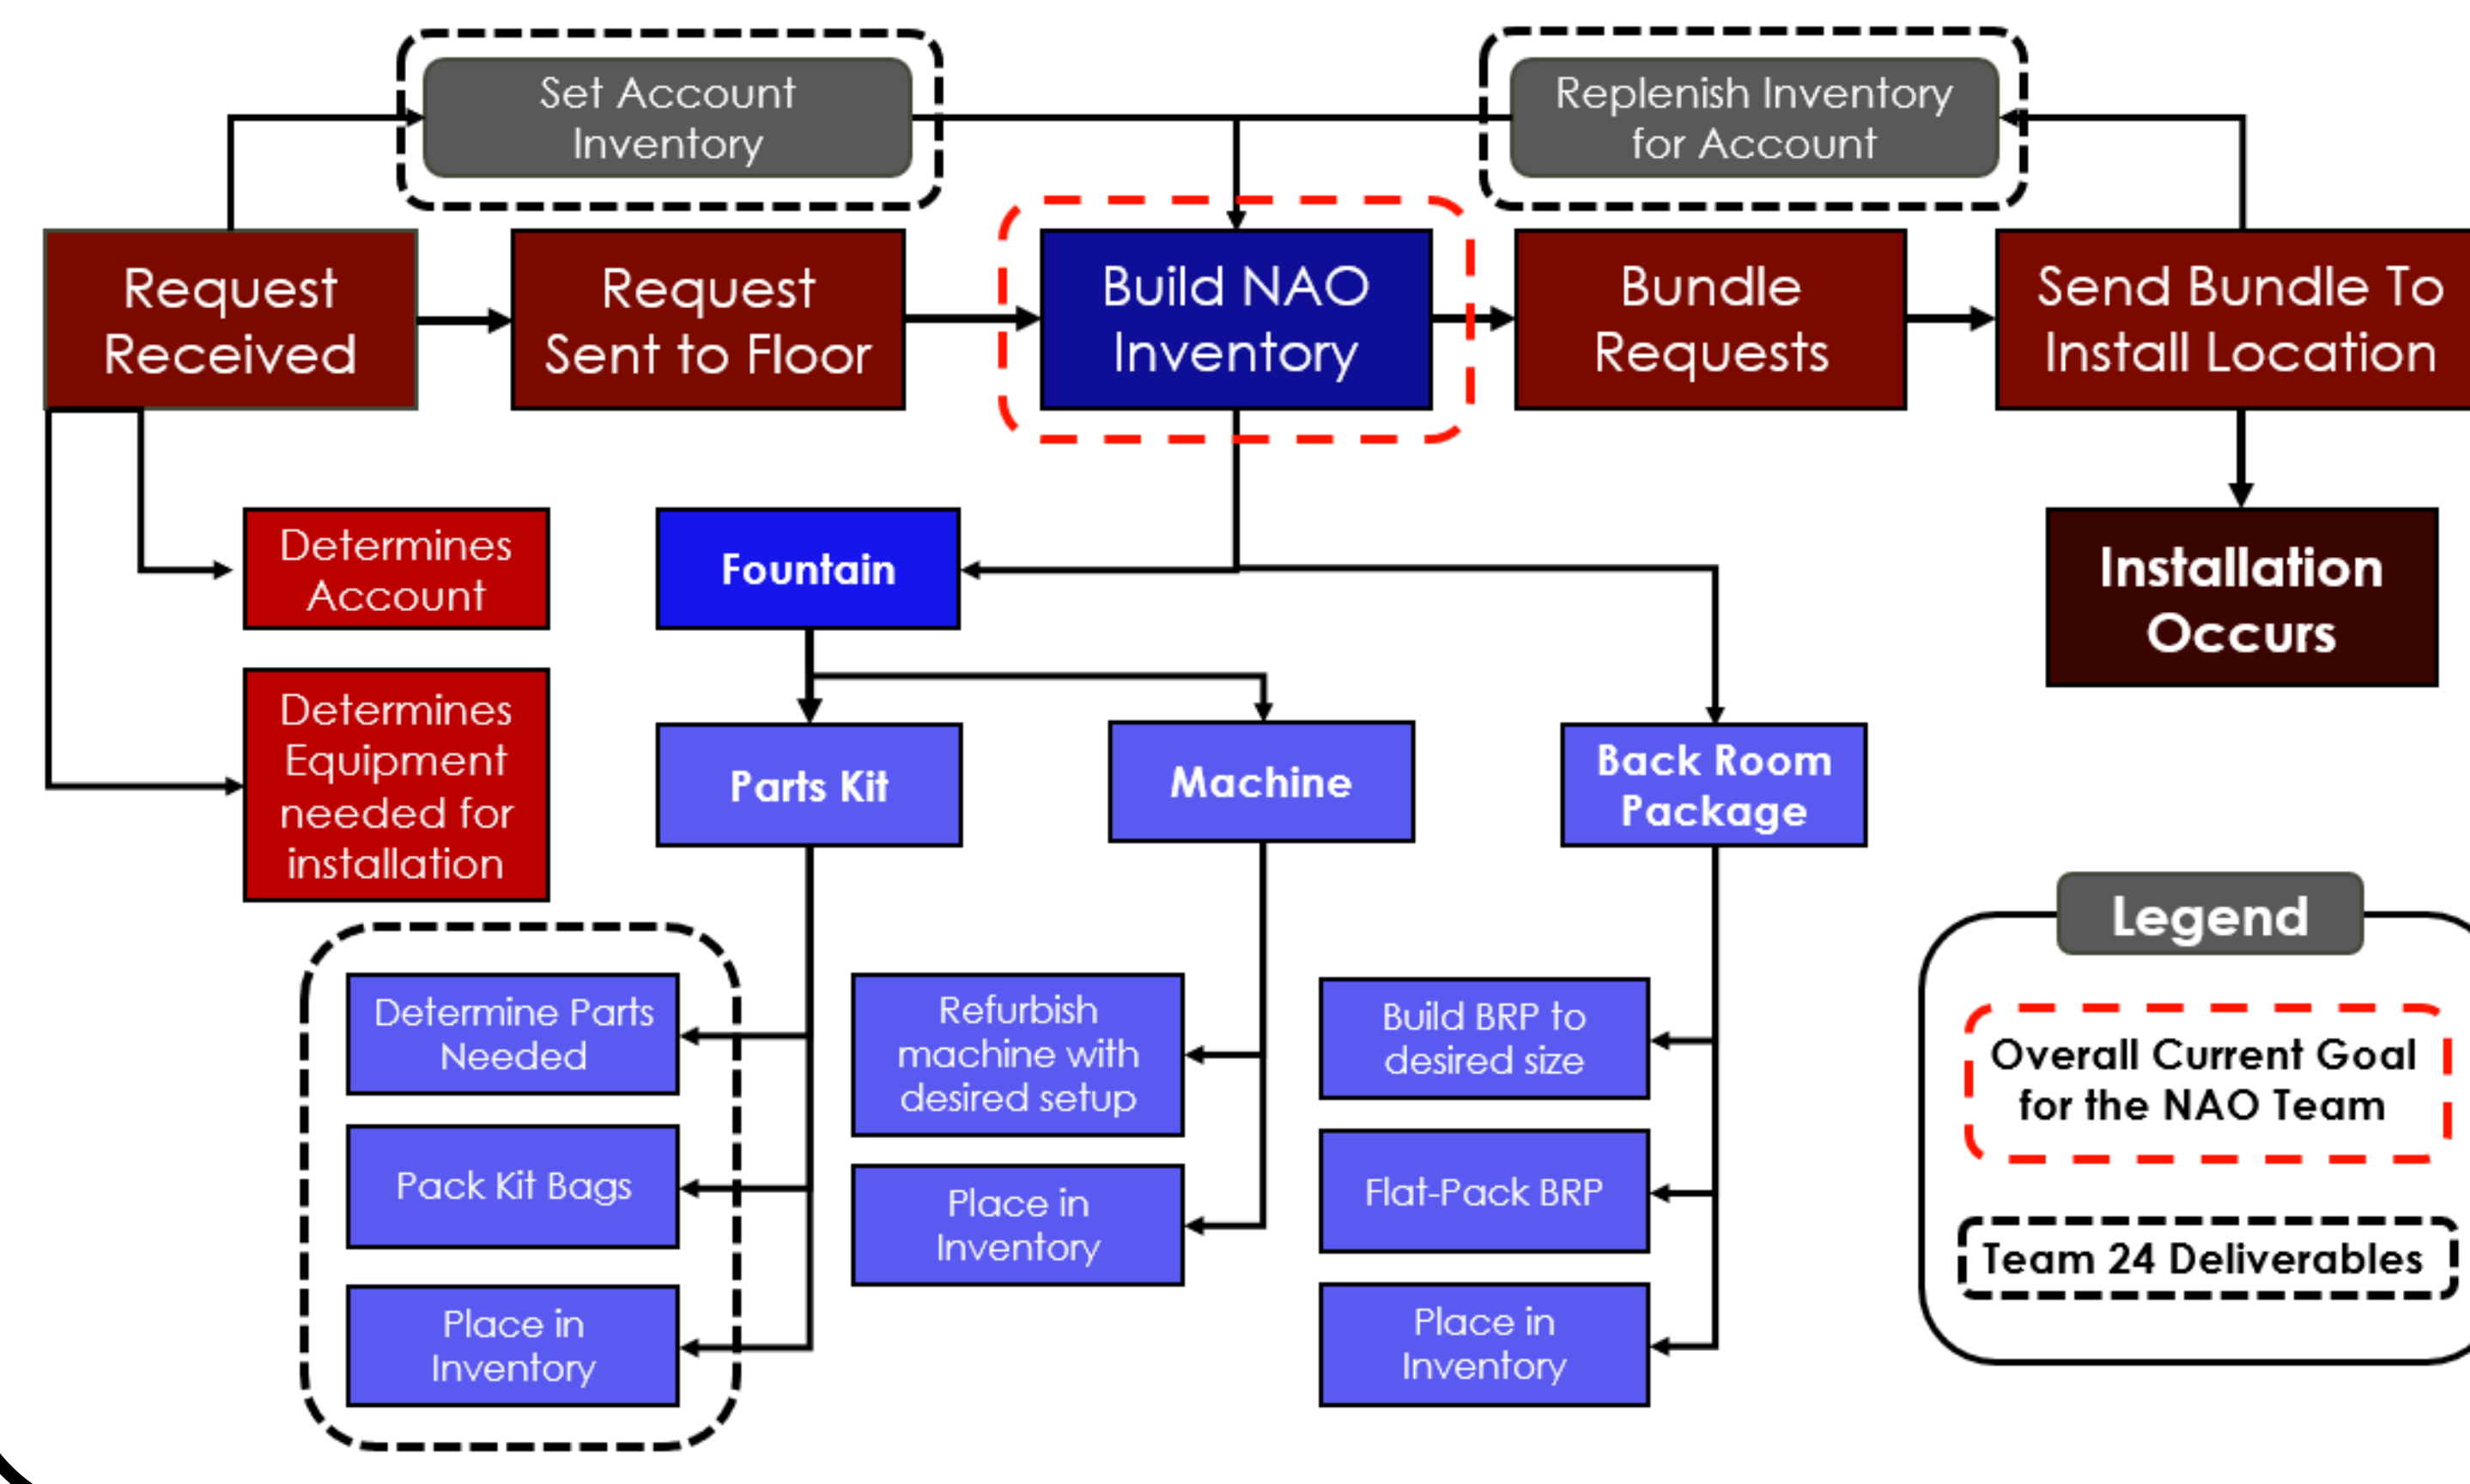 Set Account
Inventory
Replenish Inventory
for Account
Request
Received
Request
Sent to Floor
Build NAO
Inventory
Bundle
Requests
Send Bundle To
Install Location
Determines
Account
Fountain
Installation
Occurs
Determines
Equipment
needed for
installation
Parts Kit
Machine
Back Room
Package
Determine Parts
Needed
Pack Kit Bags
Place in
Inventory
Refurbish
machine with
desired setup
Place in
Inventory
Build BRP to
desired size
Flat-Pack BRP
Place in
Inventory
Legend
Overall Current Goal
for the NAO Team
Team 24 Deliverables